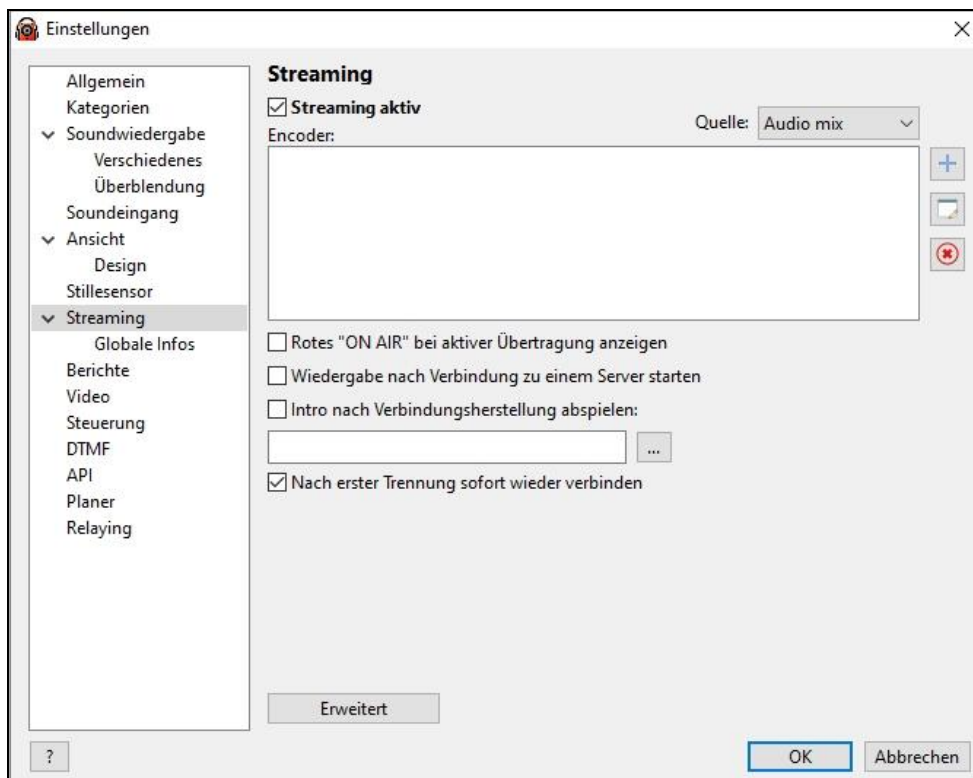 Einstellungen
Allgemein
Kategorien
Soundwiedergabe
Verschiedenes
Überblendung
Soundeingang
Ansicht
Design
Stillesensor
Streaming
Globale Infos
Berichte
Video
Steuerung
DTMF
API
Planer
Relaying
?
Streaming
Streaming aktiv
Quelle: Audio mix
Encoder:
Rotes "ON AIR" bei aktiver Übertragung anzeigen
Wiedergabe nach Verbindung zu einem Server starten
Intro nach Verbindungsherstellung abspielen:
...
Nach erster Trennung sofort wieder verbinden
Erweitert
OK
Abbrechen